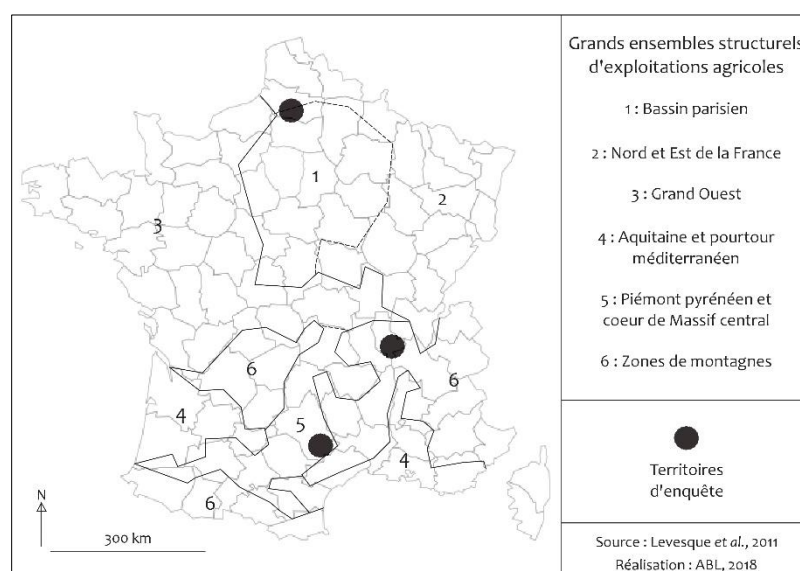 1
2
3
6
6
4
5
4
6
N
300 km
Grands ensembles structurels
d'exploitations agricoles
1 : Bassin parisien
2 : Nord et Est de la France
3 : Grand Ouest
4 : Aquitaine et pourtour
méditerranéen
5 : Piémont pyrénéen et
coeur de Massif central
6 : Zones de montagnes
Territoires
d'enquête
Source : Levesque et al., 2011
Réalisation : ABL, 2018